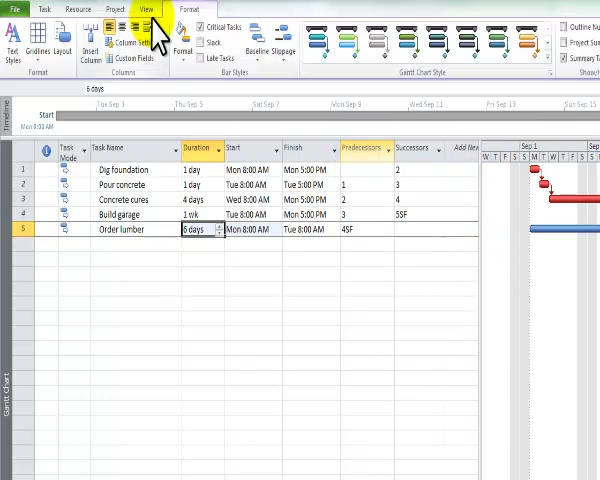 File Task Resource Project View Format
Text Styles Gridlines Layout Insert Column Column Setti Custom Fields Format Critical Tasks Slack Late Tasks Baseline Slippage Outline Num Project Sum Summary T
Format Columns Bar Styles Gantt Chart Style Show/
6 days
Timeline
Tue Sep 3 Thu Sep 5 Sat Sep 7 Mon Sep 9 Wed Sep 11 Fri Sep 13 Sun Sep 15
Start
Mon 8:00 AM
Task Mode Task Name Duration Start Finish Predecessors Successors Add New
Sep 1 Sep
W T F S S M T W T F S S M T W
1 Dig foundation 1 day Mon 8:00 AM Mon 5:00 PM 2
2 Pour concrete 1 day Tue 8:00 AM Tue 5:00 PM 1 3
3 Concrete cures 4 days Wed 8:00 AM Mon 5:00 PM 2 4
4 Build garage 1 wk Tue 8:00 AM Mon 5:00 PM 3 5SF
5 Order lumber 6 days Mon 8:00 AM Tue 8:00 AM 4SF
Gantt Chart